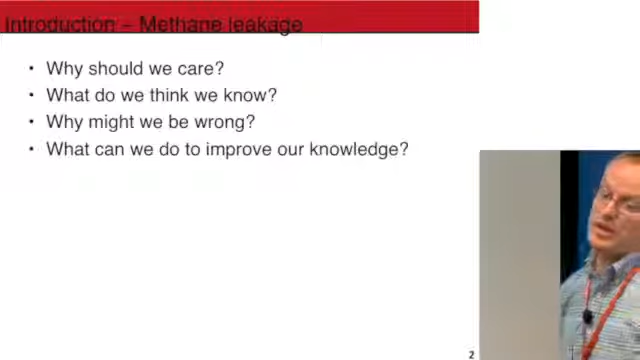 Introduction – Methane leakage
• Why should we care?
• What do we think we know?
• Why might we be wrong?
• What can we do to improve our knowledge?
2